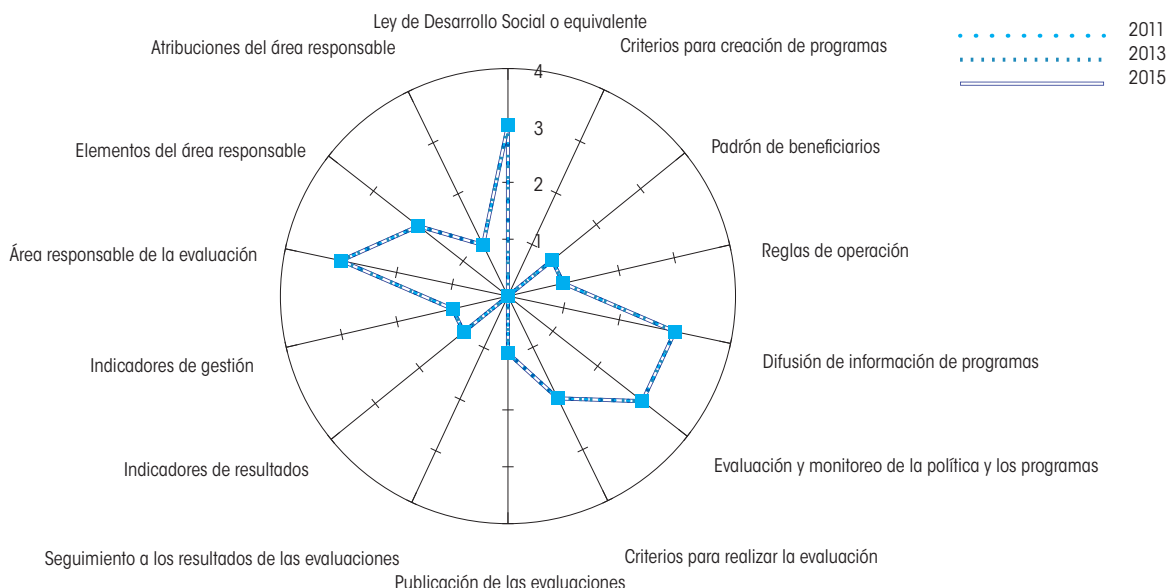 Ley de Desarrollo Social o equivalente
Atribuciones del área responsable
Criterios para creación de programas
2011
2013
2015
4
3
2
1
Elementos del área responsable
Padrón de beneficiarios
Área responsable de la evaluación
Reglas de operación
Indicadores de gestión
Difusión de información de programas
Indicadores de resultados
Evaluación y monitoreo de la política y los programas
Seguimiento a los resultados de las evaluaciones
Criterios para realizar la evaluación
Publicación de las evaluaciones